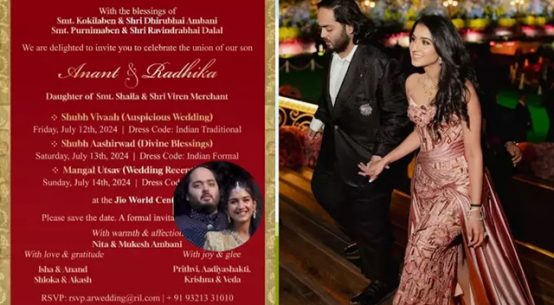 With the blessings of
Smt. Kokilaben & Shri Dhirubhai Ambani
Smt. Purnimaben & Shri Ravindrabhai Dalal
We are delighted to invite you to celebrate the union of our son
Anant & Radhika
Daughter of Smt. Shaila & Shri Viren Merchant
Shubh Vivaah (Auspicious Wedding)
Friday, July 12th, 2024 | Dress Code: Indian Traditional
Shubh Aashirwad (Divine Blessings)
Saturday, July 13th, 2024 | Dress Code: Indian Formal
Mangal Utsav (Wedding
Sunday, July 14th, 2024 | Dress
at the Jio World
Please save the date. A formal
With warmth &
Nita & Mukesh Ambani
With love & gratitude
With joy & glee
Isha & Anand
Prithvi, Aadiyashakti,
Shloka & Akash
Krishna & Veda
RSVP: rsvp.arwedding@ril.com | + 91 93213 31010